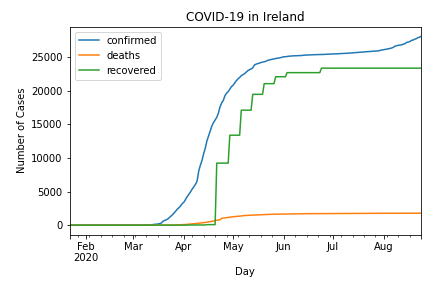 COVID-19 in Ireland
confirmed
deaths
recovered
Number of Cases
25000
20000
15000
10000
5000
0
Feb Mar Apr May Jun Jul Aug
2020
Day